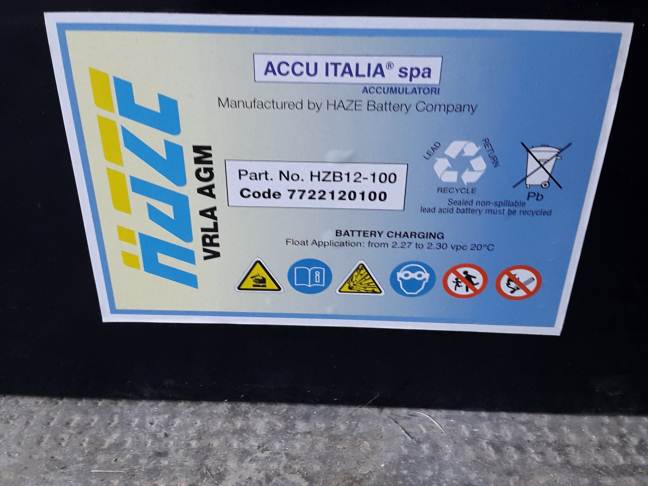 ACCU ITALIA® spa
ACCUMULATORI
Manufactured by HAZE Battery Company
HAZE
VRLA AGM
Part. No. HZB12-100
Code 7722120100
LEAD
RETURN
RECYCLE
Pb
Sealed non-spillable
lead acid battery must be recycled
BATTERY CHARGING
Float Application: from 2.27 to 2.30 vpc 20°C